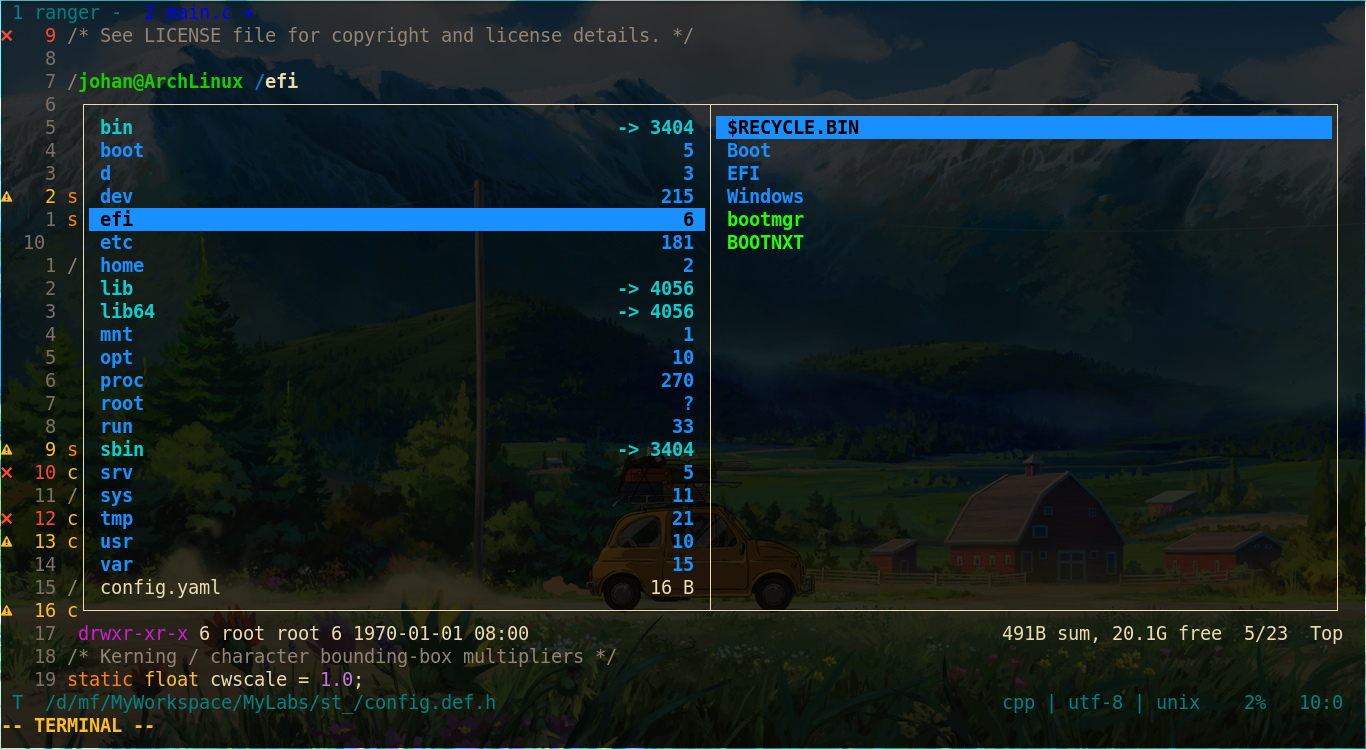 1 ranger - 2 main.c +
✕ 9 /* See LICENSE file for copyright and license details. */
8
7 /johan@ArchLinux /efi
6
5 bin -> 3404 $RECYCLE.BIN
4 boot 5 Boot
3 d 3 EFI
⚠ 2 s dev 215 Windows
1 s efi 6 bootmgr
10 etc 181 BOOTNXT
1 / home 2
2 lib -> 4056
3 lib64 -> 4056
4 mnt 1
5 opt 10
6 proc 270
7 root ?
8 run 33
⚠ 9 s sbin -> 3404
✕ 10 c srv 5
11 / sys 11
✕ 12 c tmp 21
⚠ 13 c usr 10
14 var 15
15 / config.yaml 16 B
⚠ 16 c
17 drwxr-xr-x 6 root root 6 1970-01-01 08:00 491B sum, 20.1G free 5/23 Top
18 /* Kerning / character bounding-box multipliers */
19 static float cwscale = 1.0;
T /d/mf/MyWorkspace/MyLabs/st_/config.def.h cpp | utf-8 | unix 2% 10:0
-- TERMINAL --